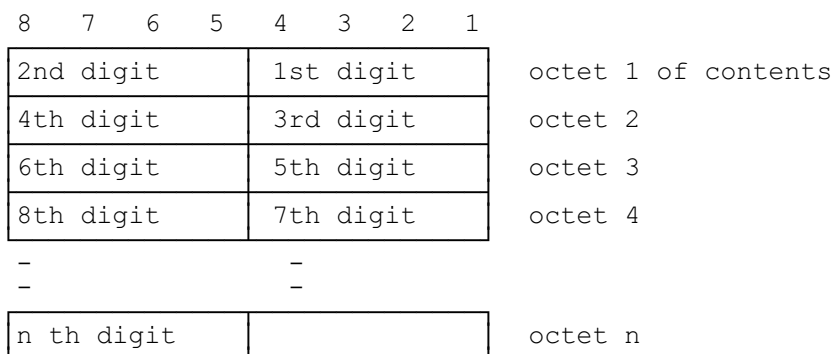 8 7 6 5 4 3 2 1
2nd digit 1st digit octet 1 of contents
4th digit 3rd digit octet 2
6th digit 5th digit octet 3
8th digit 7th digit octet 4
- -
- -
n th digit octet n